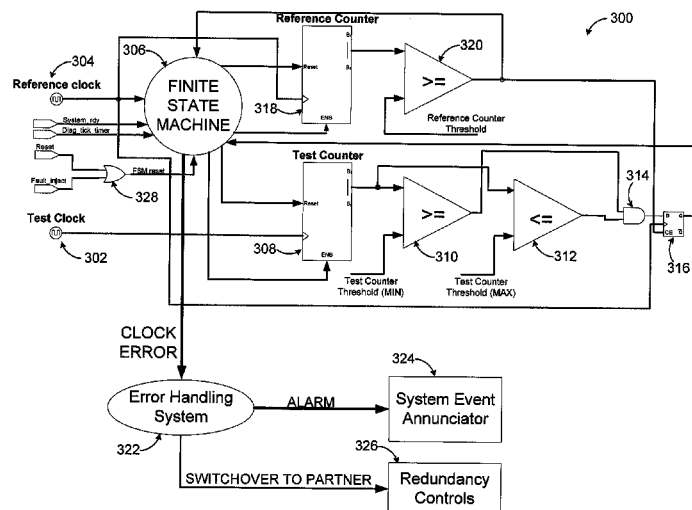 Reference Counter
300
304
306
Reference clock
FINITE
STATE
MACHINE
Reset
318
ENB
>=
320
Reference Counter
Threshold
System_rdy
Diag_tick_timer
Reset
Fault_inject
328
FSM reset
Test Clock
302
Test Counter
Reset
308
ENB
>=
310
<=
312
314
316
CE
Test Counter
Threshold (MIN)
Test Counter
Threshold (MAX)
CLOCK
ERROR
Error Handling
System
322
ALARM
324
System Event
Annunciator
SWITCHOVER TO PARTNER
326
Redundancy
Controls